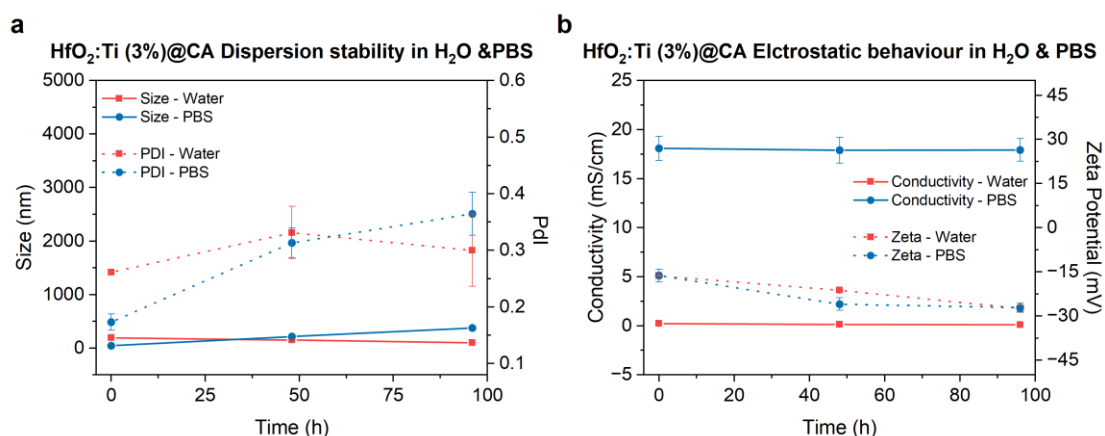 a
HfO₂:Ti (3%)@CA Dispersion stability in H₂O &PBS
5000
4000
3000
2000
1000
0
Size (nm)
0.6
0.5
0.4
0.3
0.2
0.1
PdI
Size - Water
Size - PBS
PDI - Water
PDI - PBS
0
25
50
75
100
Time (h)
b
HfO₂:Ti (3%)@CA Elctrostatic behaviour in H₂O & PBS
25
20
15
10
5
0
−5
Conductivity (mS/cm)
45
30
15
0
−15
−30
−45
Zeta Potential (mV)
Conductivity - Water
Conductivity - PBS
Zeta - Water
Zeta - PBS
0
20
40
60
80
100
Time (h)